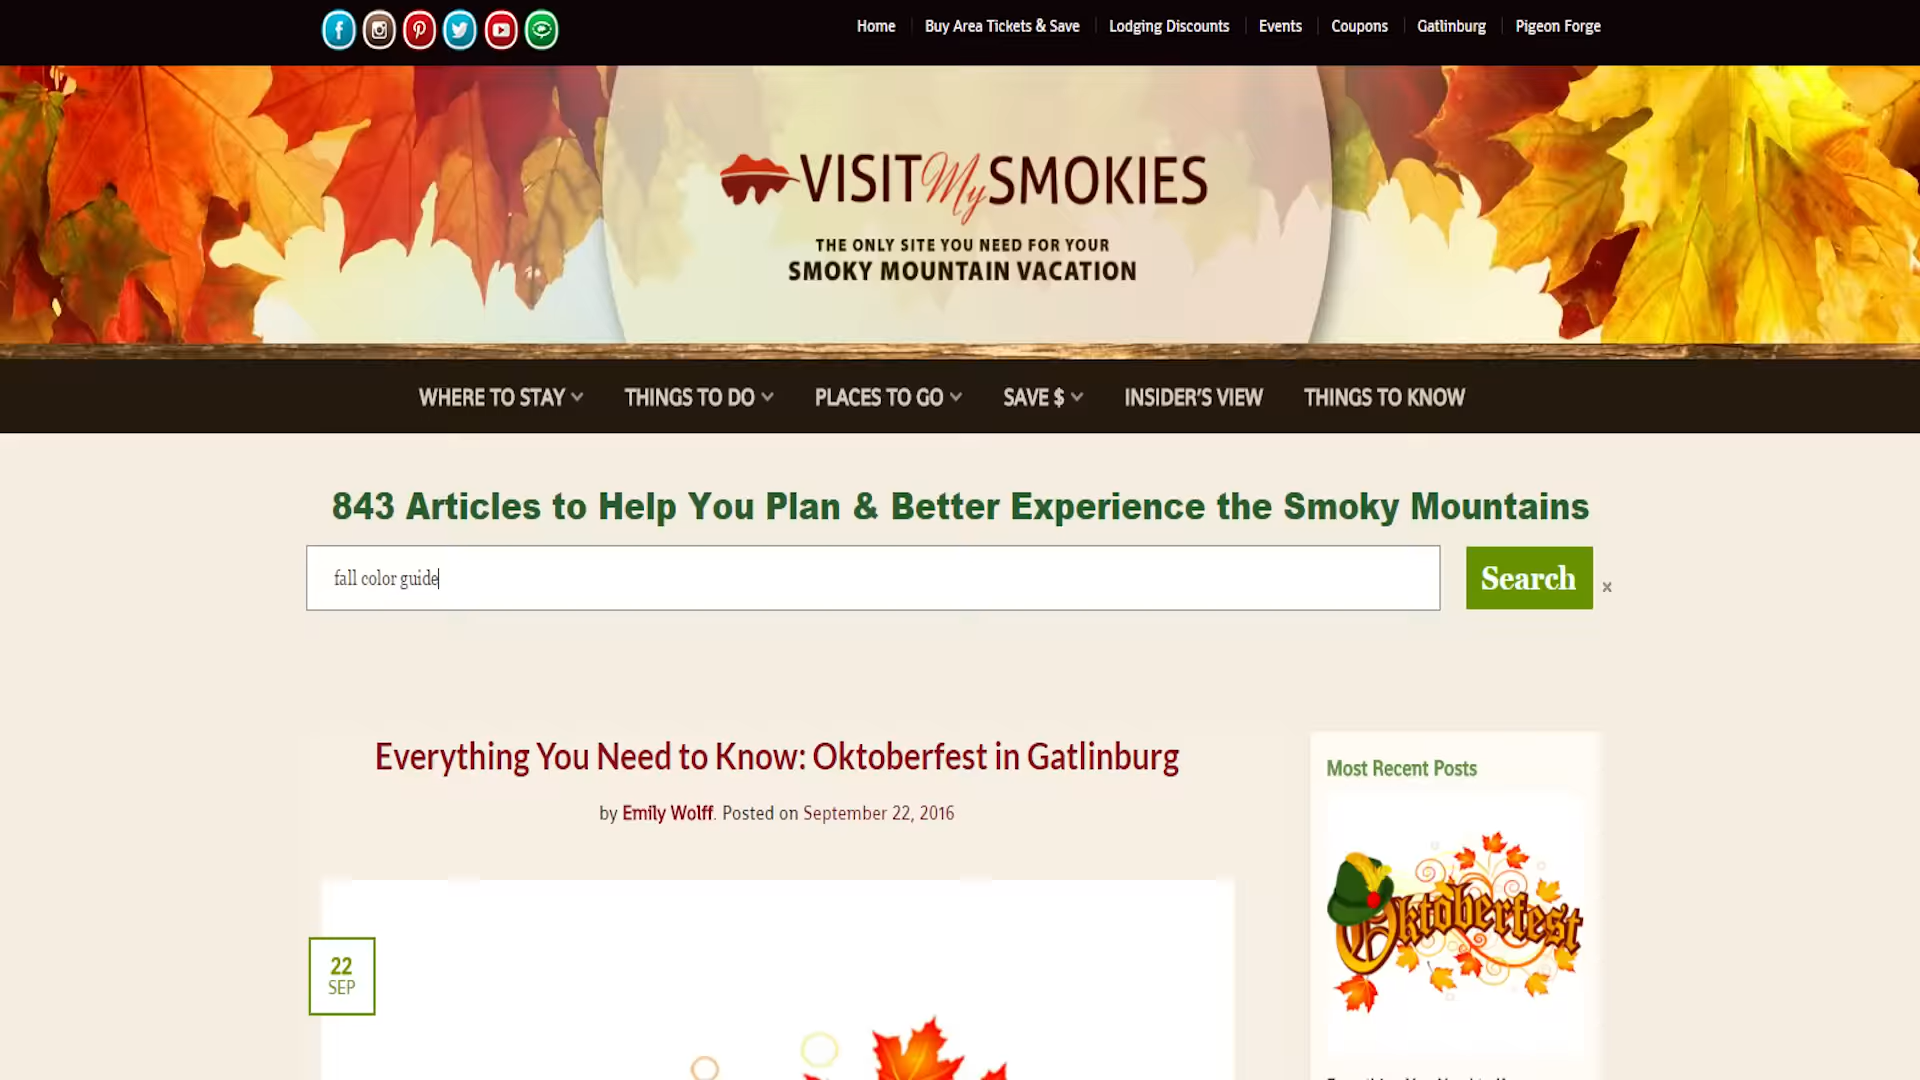 Home
Buy Area Tickets & Save
Lodging Discounts
Events
Coupons
Gatlinburg
Pigeon Forge
VISIT My SMOKIES
THE ONLY SITE YOU NEED FOR YOUR
SMOKY MOUNTAIN VACATION
WHERE TO STAY
THINGS TO DO
PLACES TO GO
SAVE $
INSIDER'S VIEW
THINGS TO KNOW
843 Articles to Help You Plan & Better Experience the Smoky Mountains
fall color guide
Search
x
Everything You Need to Know: Oktoberfest in Gatlinburg
by Emily Wolff. Posted on September 22, 2016
22
SEP
Most Recent Posts
Oktoberfest